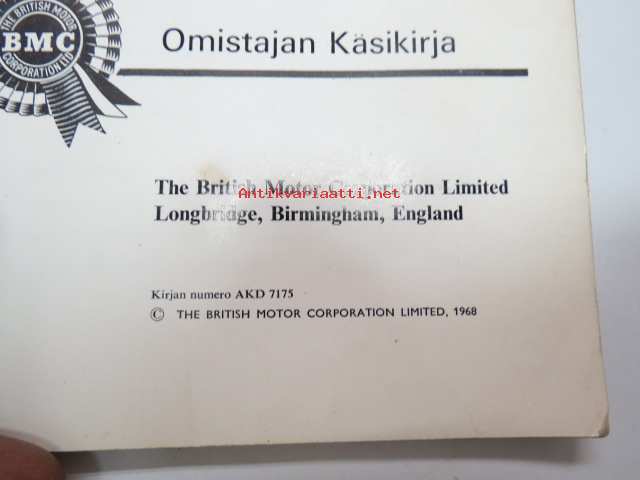 THE BRITISH MOTOR
BMC
CORPORATION LTD
Omistajan Käsikirja
The British Motor Corporation Limited
Antikvariaatti.net
Longbridge, Birmingham, England
Kirjan numero AKD 7175
© THE BRITISH MOTOR CORPORATION LIMITED, 1968